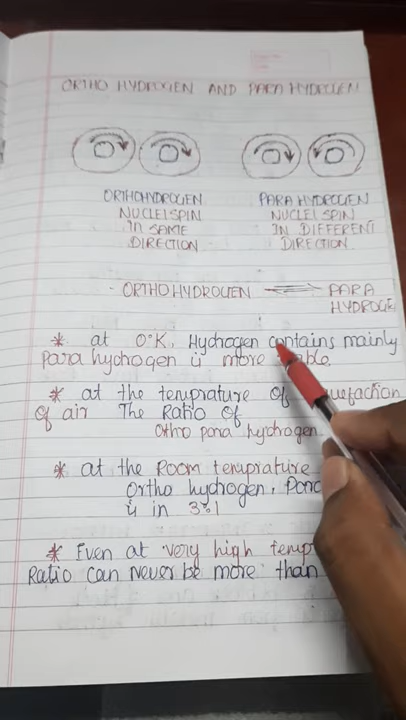 ORTHO HYDROGEN AND PARA HYDROGEN
ORTHOHYDROGEN
NUCLEI SPIN
IN SAME
DIRECTION
PARA HYDROGEN
NUCLEI SPIN
IN DIFFERENT
DIRECTION
ORTHOHYDROGEN ⇌ PARA
HYDROGEN
* at 0°K, Hydrogen contains mainly
Para hydrogen is more
* at the temprature Of
Of air The Ratio Of
Ortho para hydrogen
* at the Room temprature
Ortho hydrogen, Para
is in 3:1
* Even at very high temp
Ratio can never be more than